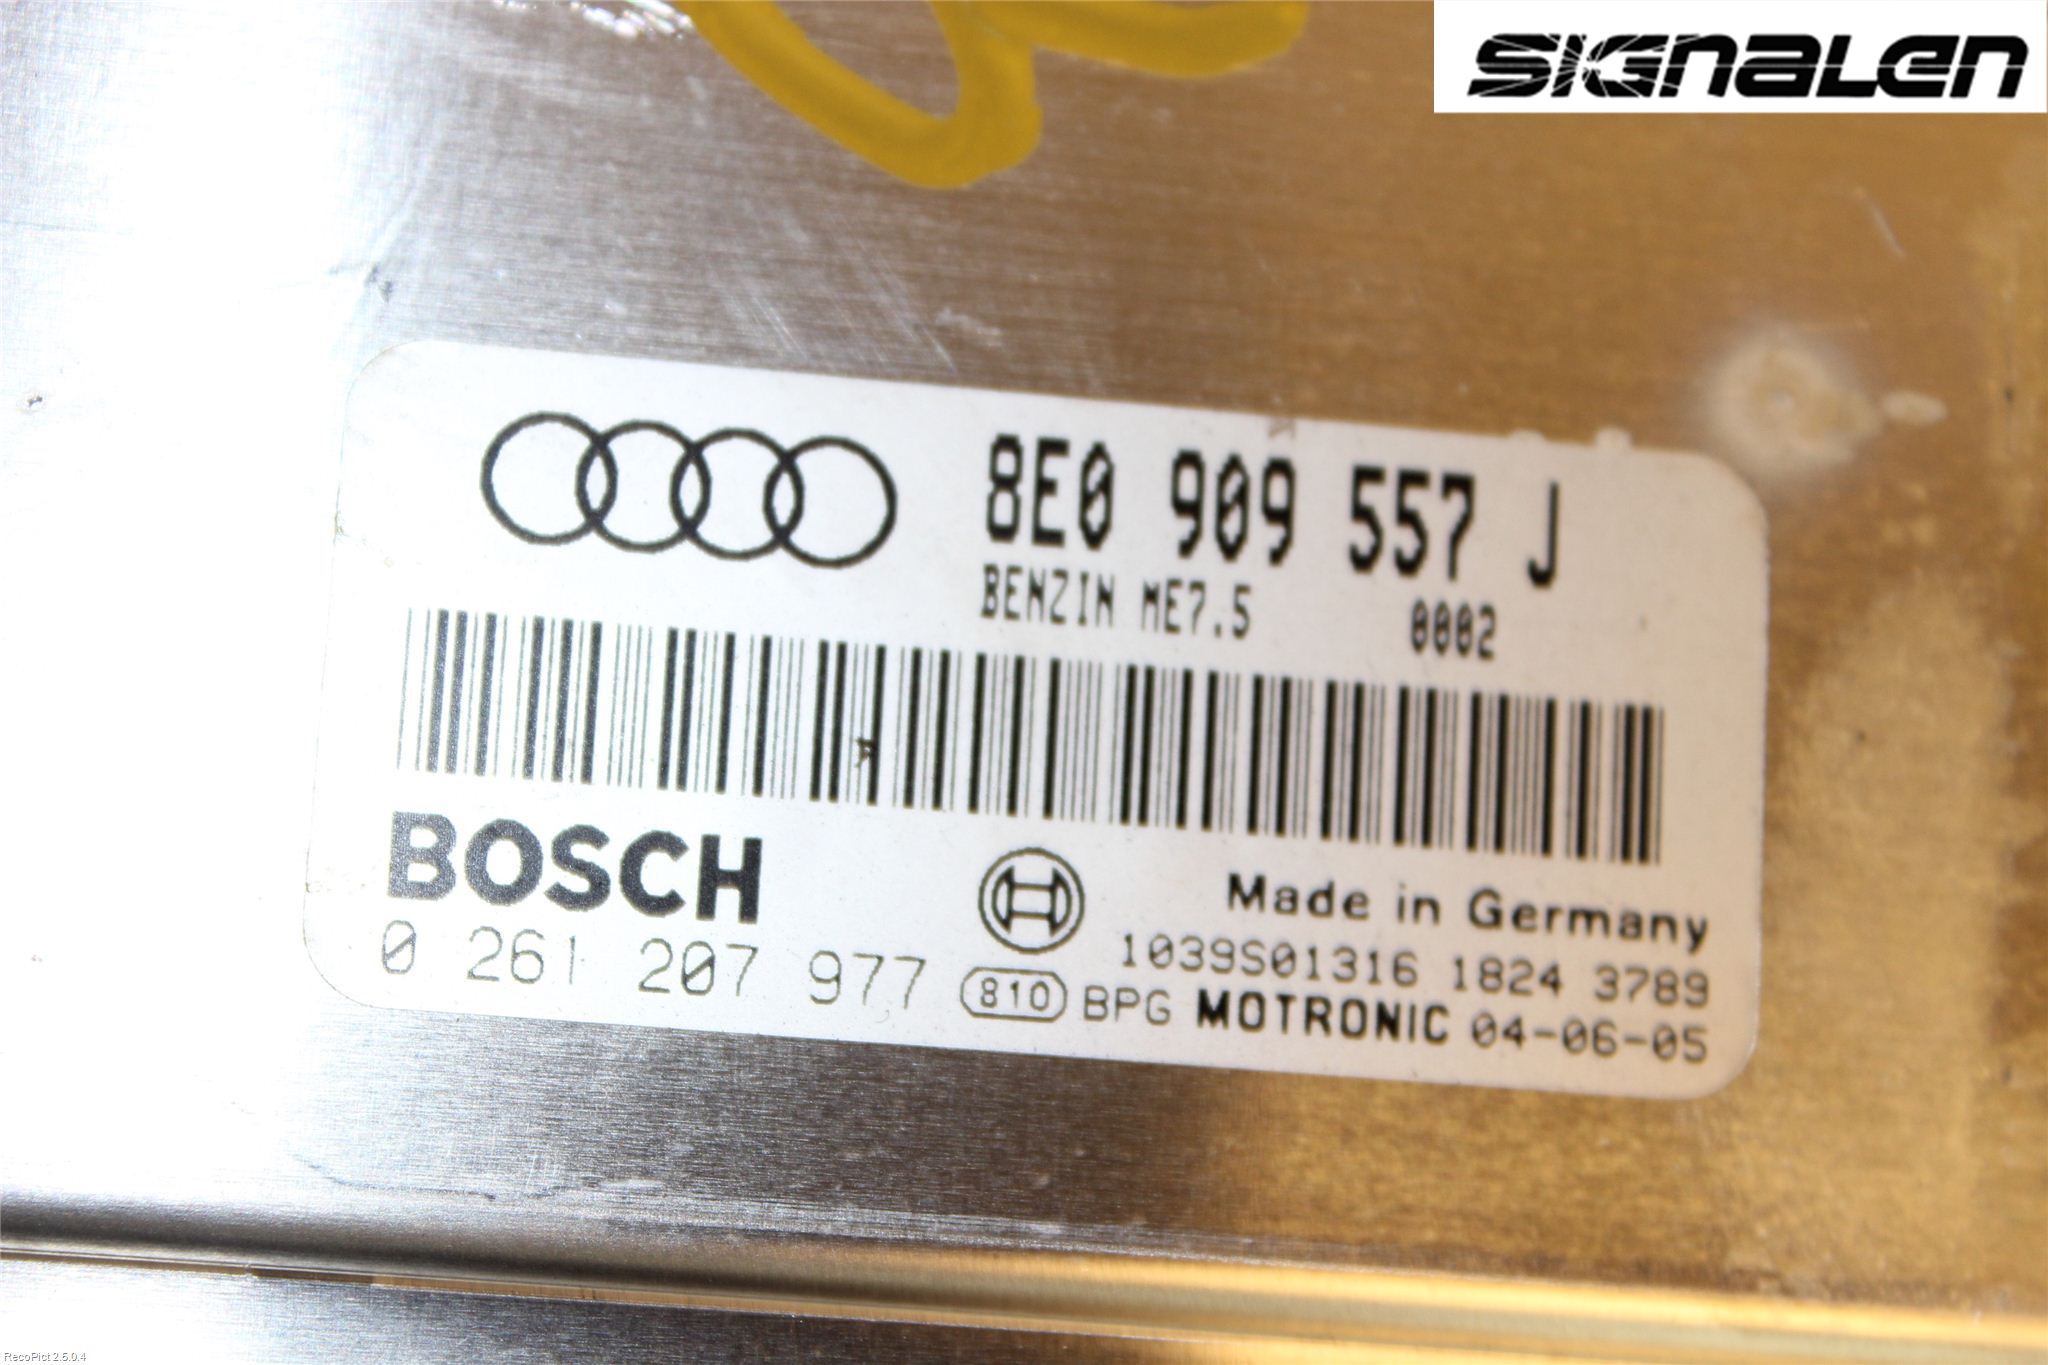 SIGNALEN
8E0 909 557 J
BENZIN ME7.5 0002
BOSCH
Made in Germany
0 261 207 977
1039S01316 1824 3789
810 BPG MOTRONIC 04-06-05
RecoPict 2.5.0.4